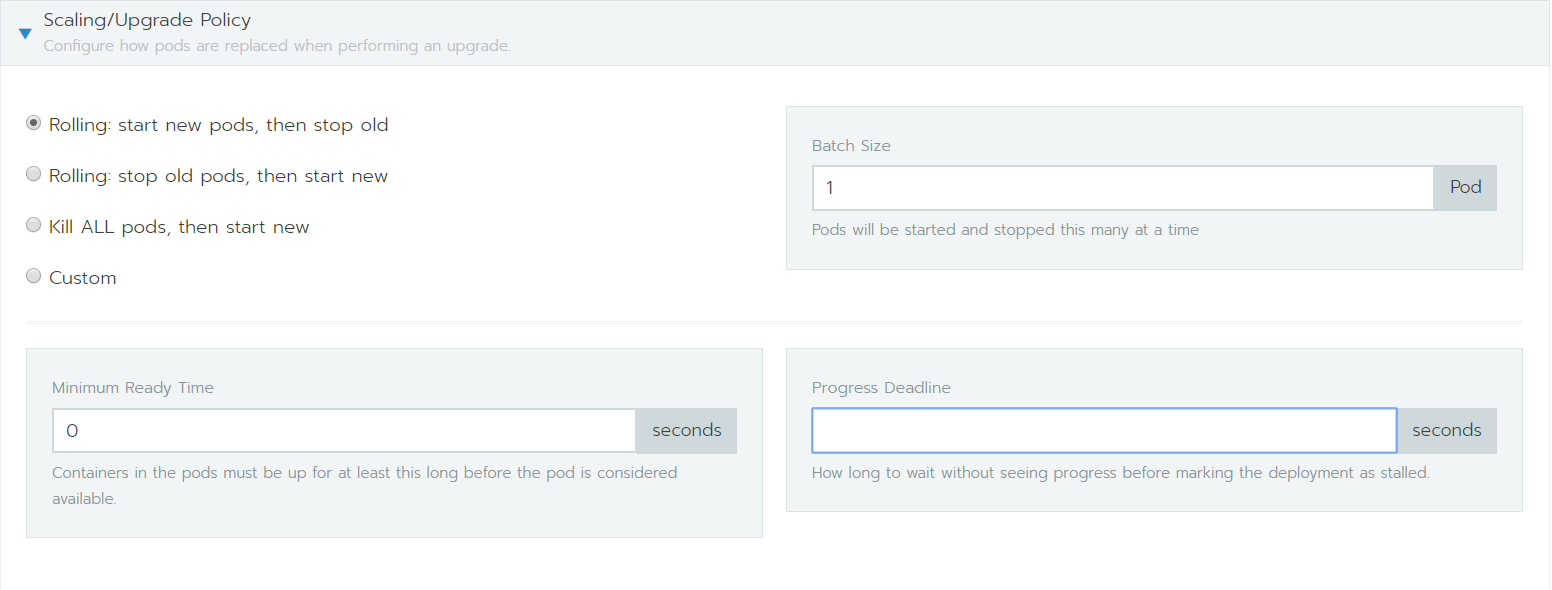 Scaling/Upgrade Policy
Configure how pods are replaced when performing an upgrade.
Rolling: start new pods, then stop old
Rolling: stop old pods, then start new
Kill ALL pods, then start new
Custom
Batch Size
1 Pod
Pods will be started and stopped this many at a time
Minimum Ready Time
0 seconds
Containers in the pods must be up for at least this long before the pod is considered
available.
Progress Deadline
seconds
How long to wait without seeing progress before marking the deployment as stalled.